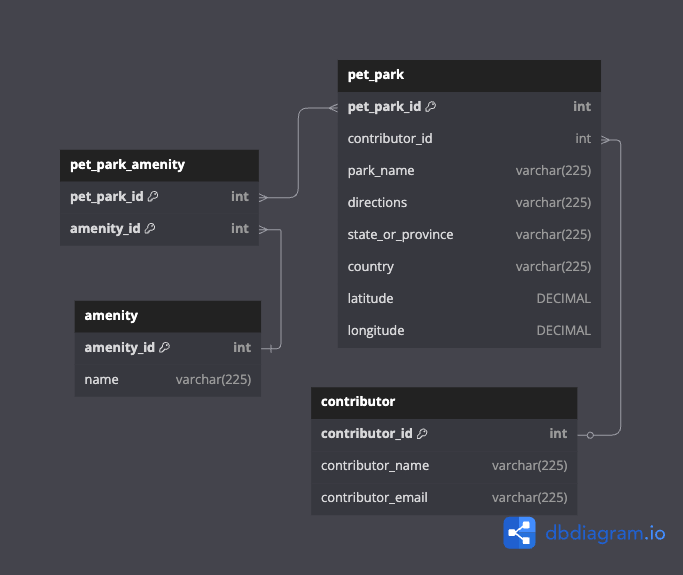 pet_park
pet_park_id int
contributor_id int
park_name varchar(225)
directions varchar(225)
state_or_province varchar(225)
country varchar(225)
latitude DECIMAL
longitude DECIMAL
pet_park_amenity
pet_park_id int
amenity_id int
amenity
amenity_id int
name varchar(225)
contributor
contributor_id int
contributor_name varchar(225)
contributor_email varchar(225)
dbdiagram.io